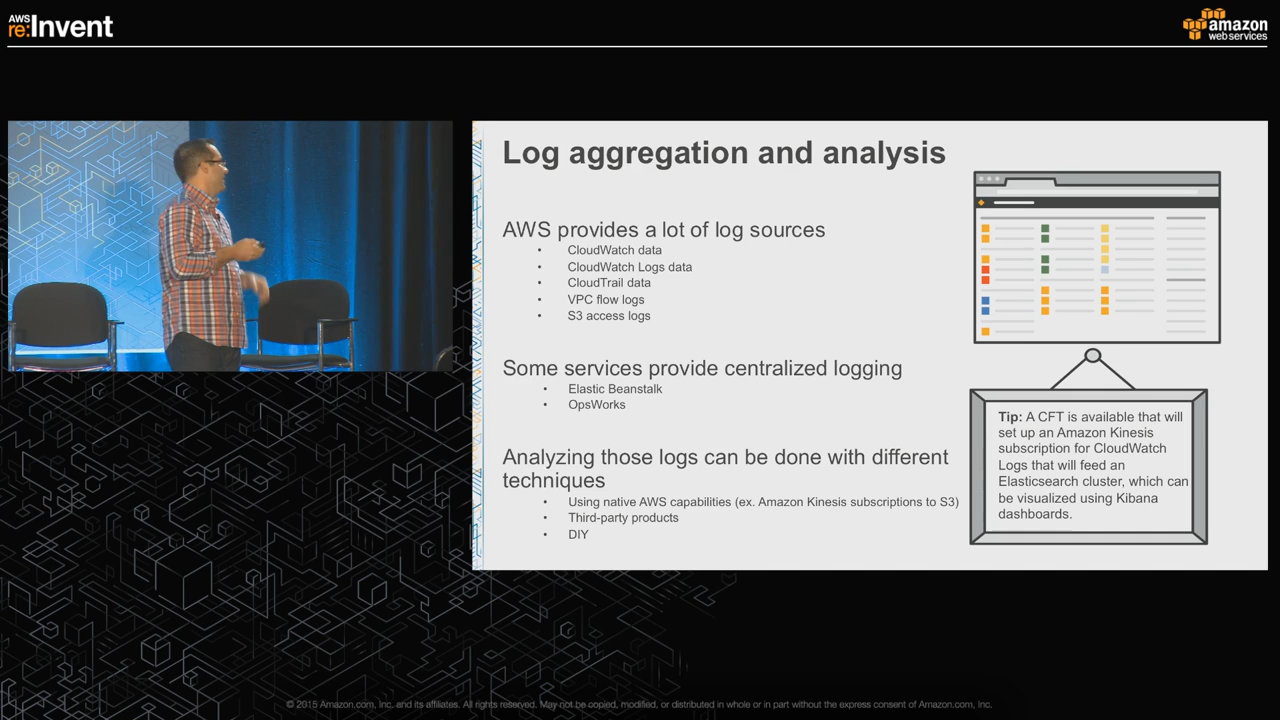 AWS
re:Invent
amazon
web services
Log aggregation and analysis
AWS provides a lot of log sources
• CloudWatch data
• CloudWatch Logs data
• CloudTrail data
• VPC flow logs
• S3 access logs
Some services provide centralized logging
• Elastic Beanstalk
• OpsWorks
Analyzing those logs can be done with different
techniques
• Using native AWS capabilities (ex. Amazon Kinesis subscriptions to S3)
• Third-party products
• DIY
Tip: A CFT is available that will
set up an Amazon Kinesis
subscription for CloudWatch
Logs that will feed an
Elasticsearch cluster, which can
be visualized using Kibana
dashboards.
© 2015 Amazon.com, Inc. and its affiliates. All rights reserved. May not be copied, modified, or distributed in whole or in part without the express consent of Amazon.com, Inc.